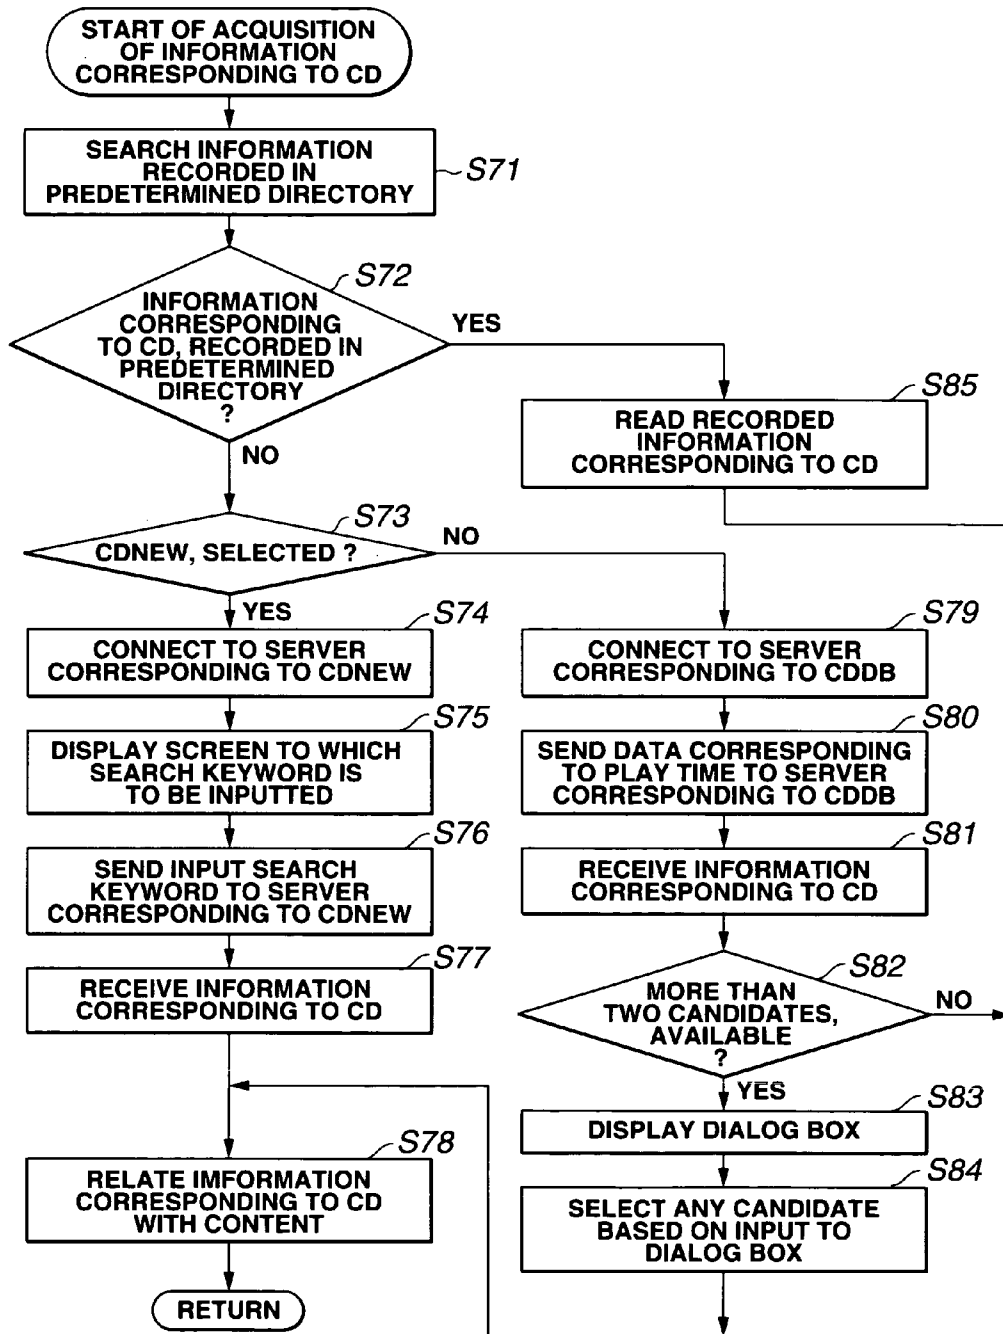 START OF ACQUISITION
OF INFORMATION
CORRESPONDING TO CD
SEARCH INFORMATION
RECORDED IN
PREDETERMINED DIRECTORY
S71
S72
INFORMATION
CORRESPONDING
TO CD, RECORDED IN
PREDETERMINED
DIRECTORY
?
YES
NO
S85
READ RECORDED
INFORMATION
CORRESPONDING TO CD
S73
CDNEW, SELECTED ?
NO
YES
S74
CONNECT TO SERVER
CORRESPONDING TO CDNEW
S75
DISPLAY SCREEN TO WHICH
SEARCH KEYWORD IS
TO BE INPUTTED
S76
SEND INPUT SEARCH
KEYWORD TO SERVER
CORRESPONDING TO CDNEW
S77
RECEIVE INFORMATION
CORRESPONDING TO CD
S78
RELATE IMFORMATION
CORRESPONDING TO CD
WITH CONTENT
RETURN
S79
CONNECT TO SERVER
CORRESPONDING TO CDDB
S80
SEND DATA CORRESPONDING
TO PLAY TIME TO SERVER
CORRESPONDING TO CDDB
S81
RECEIVE INFORMATION
CORRESPONDING TO CD
S82
MORE THAN
TWO CANDIDATES,
AVAILABLE
?
NO
YES
S83
DISPLAY DIALOG BOX
S84
SELECT ANY CANDIDATE
BASED ON INPUT TO
DIALOG BOX